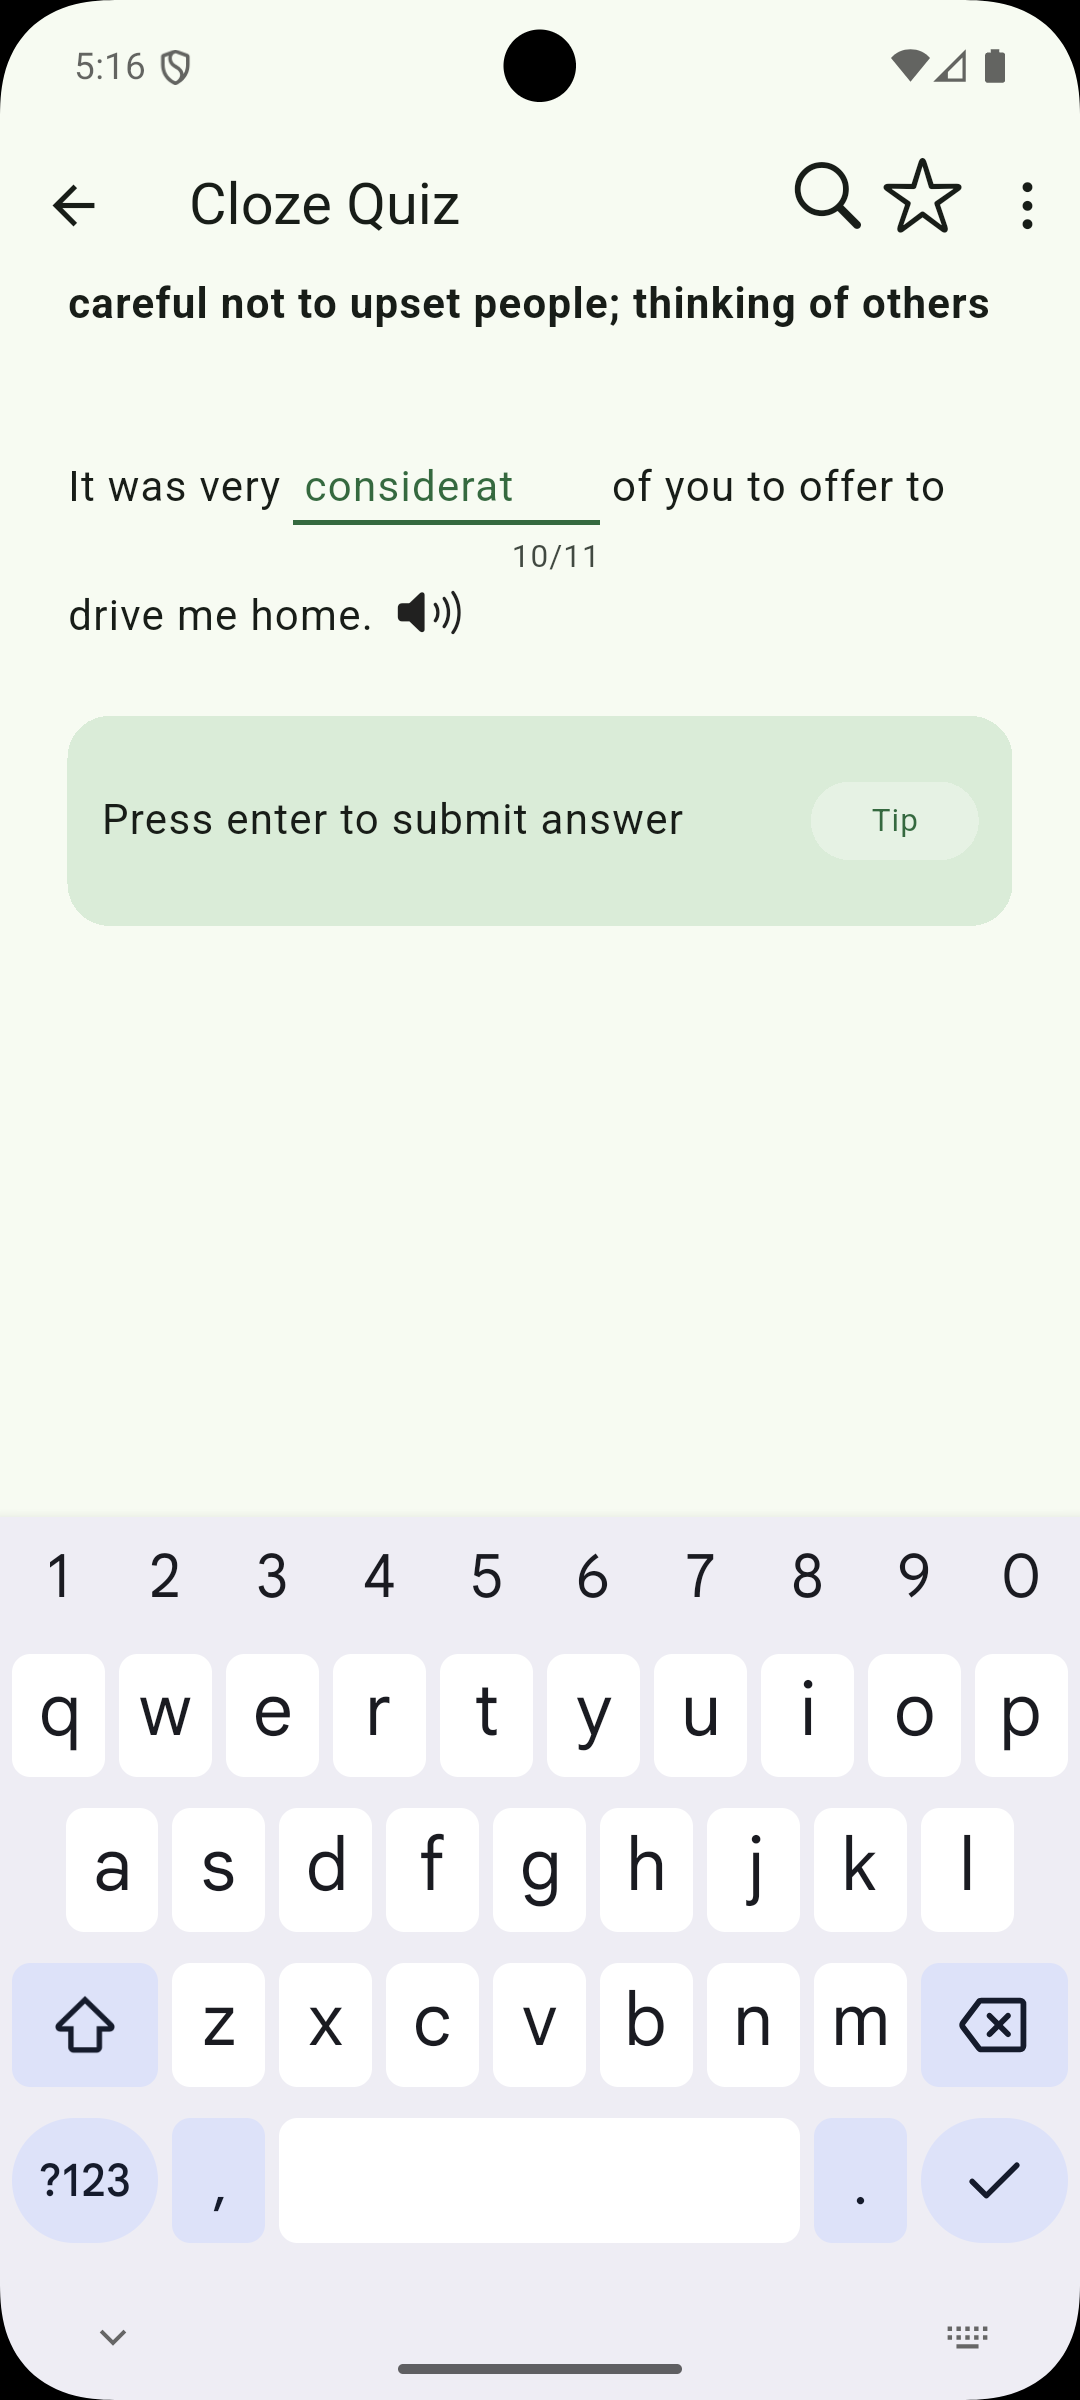 5:16
Cloze Quiz
careful not to upset people; thinking of others
It was very considerat of you to offer to
10/11
drive me home.
Press enter to submit answer
Tip
1 2 3 4 5 6 7 8 9 0
q w e r t y u i o p
a s d f g h j k l
z x c v b n m
?123 , .